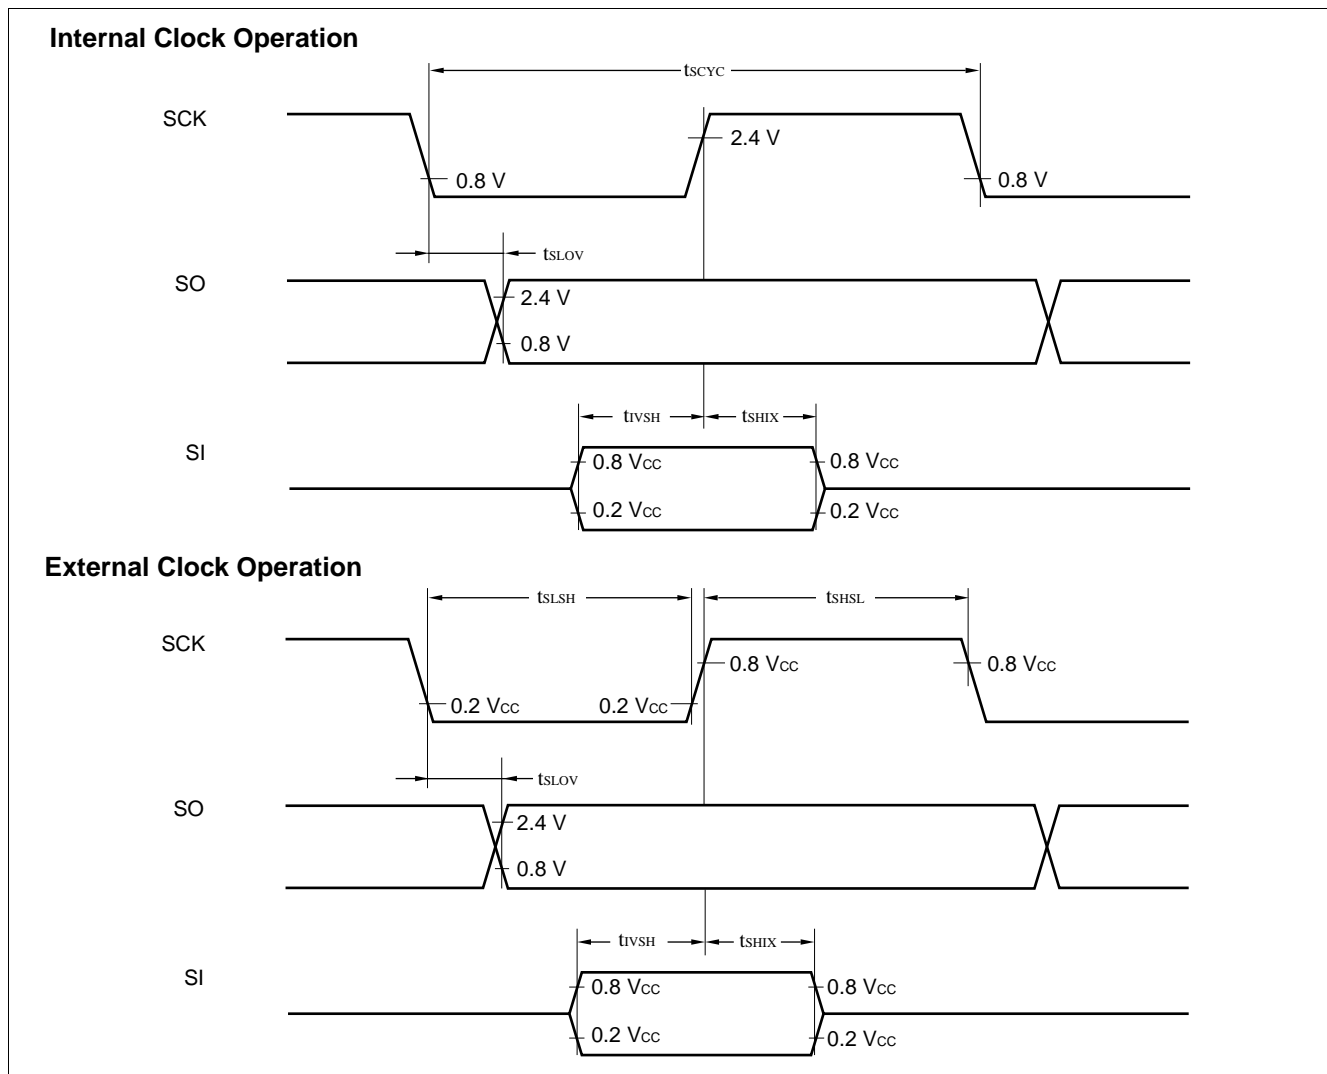 Internal Clock Operation
tSCYC
SCK
2.4 V
0.8 V
0.8 V
tSLOV
SO
2.4 V
0.8 V
tIVSH
tSHIX
SI
0.8 VCC
0.8 VCC
0.2 VCC
0.2 VCC
External Clock Operation
tSLSH
tSHSL
SCK
0.8 VCC
0.8 VCC
0.2 VCC
0.2 VCC
tSLOV
SO
2.4 V
0.8 V
tIVSH
tSHIX
SI
0.8 VCC
0.8 VCC
0.2 VCC
0.2 VCC